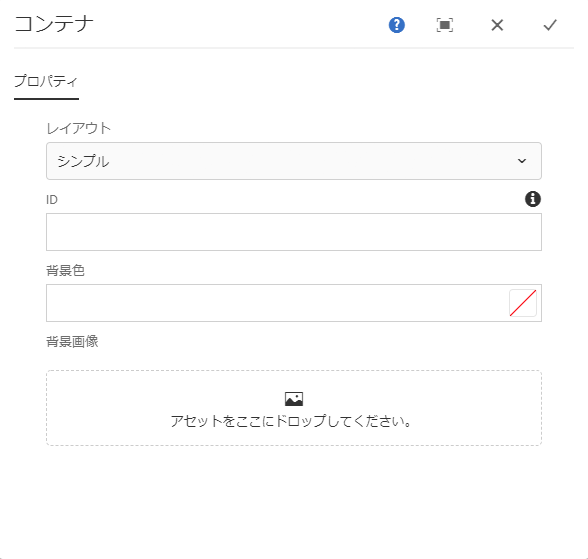 コンテナ
プロパティ
レイアウト
シンプル
ID
背景色
背景画像
アセットをここにドロップしてください。